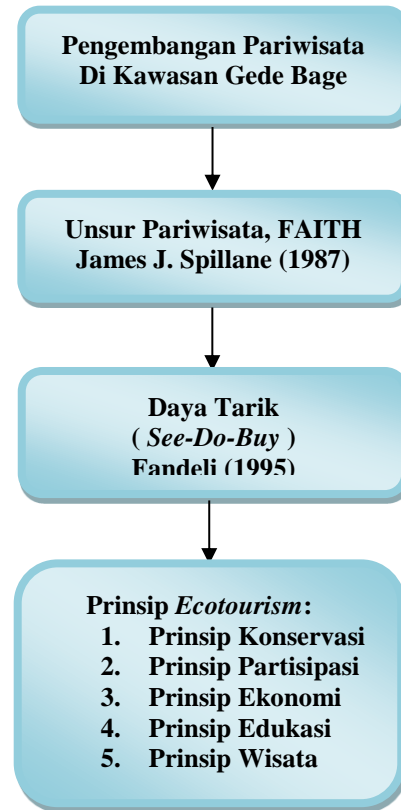 Pengembangan Pariwisata
Di Kawasan Gede Bage
Unsur Pariwisata, FAITH
James J. Spillane (1987)
Daya Tarik
( See-Do-Buy )
Fandeli (1995)
Prinsip Ecotourism:
1. Prinsip Konservasi
2. Prinsip Partisipasi
3. Prinsip Ekonomi
4. Prinsip Edukasi
5. Prinsip Wisata